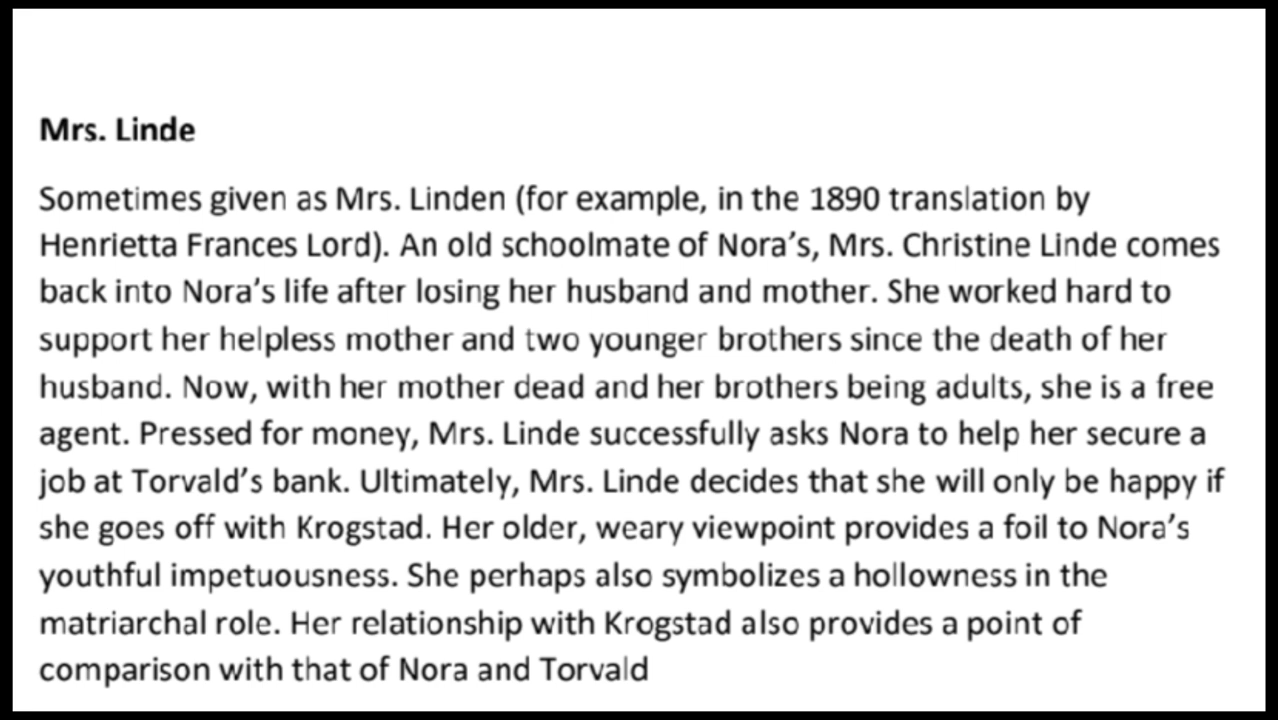 Mrs. Linde
Sometimes given as Mrs. Linden (for example, in the 1890 translation by
Henrietta Frances Lord). An old schoolmate of Nora’s, Mrs. Christine Linde comes
back into Nora’s life after losing her husband and mother. She worked hard to
support her helpless mother and two younger brothers since the death of her
husband. Now, with her mother dead and her brothers being adults, she is a free
agent. Pressed for money, Mrs. Linde successfully asks Nora to help her secure a
job at Torvald’s bank. Ultimately, Mrs. Linde decides that she will only be happy if
she goes off with Krogstad. Her older, weary viewpoint provides a foil to Nora’s
youthful impetuousness. She perhaps also symbolizes a hollowness in the
matriarchal role. Her relationship with Krogstad also provides a point of
comparison with that of Nora and Torvald